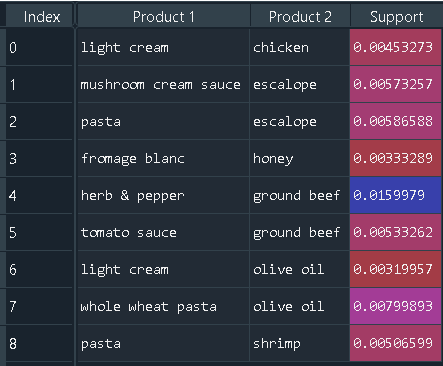 Index Product 1 Product 2 Support
0 light cream chicken 0.00453273
1 mushroom cream sauce escalope 0.00573257
2 pasta escalope 0.00586588
3 fromage blanc honey 0.00333289
4 herb & pepper ground beef 0.0159979
5 tomato sauce ground beef 0.00533262
6 light cream olive oil 0.00319957
7 whole wheat pasta olive oil 0.00799893
8 pasta shrimp 0.00506599